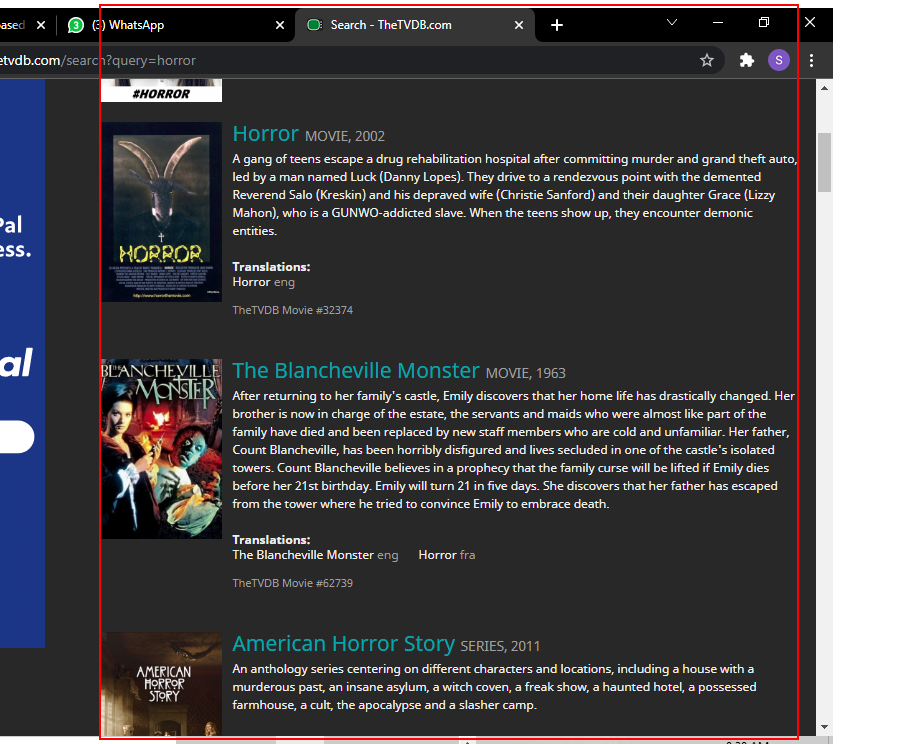 ased
3
(3) WhatsApp
Search - TheTVDB.com
etvdb.com/search?query=horror
S
Pal
ess.
al
#HORROR
HORROR
http://www.horrorthemovie.com
Horror MOVIE, 2002
A gang of teens escape a drug rehabilitation hospital after committing murder and grand theft auto,
led by a man named Luck (Danny Lopes). They drive to a rendezvous point with the demented
Reverend Salo (Kreskin) and his depraved wife (Christie Sanford) and their daughter Grace (Lizzy
Mahon), who is a GUNWO-addicted slave. When the teens show up, they encounter demonic
entities.
Translations:
Horror eng
TheTVDB Movie #32374
BLANCHEVILLE
MONSTER
The Blancheville Monster MOVIE, 1963
After returning to her family's castle, Emily discovers that her home life has drastically changed. Her
brother is now in charge of the estate, the servants and maids who were almost like part of the
family have died and been replaced by new staff members who are cold and unfamiliar. Her father,
Count Blancheville, has been horribly disfigured and lives secluded in one of the castle's isolated
towers. Count Blancheville believes in a prophecy that the family curse will be lifted if Emily dies
before her 21st birthday. Emily will turn 21 in five days. She discovers that her father has escaped
from the tower where he tried to convince Emily to embrace death.
Translations:
The Blancheville Monster eng Horror fra
TheTVDB Movie #62739
AMERICAN
HORROR
STORY
American Horror Story SERIES, 2011
An anthology series centering on different characters and locations, including a house with a
murderous past, an insane asylum, a witch coven, a freak show, a haunted hotel, a possessed
farmhouse, a cult, the apocalypse and a slasher camp.